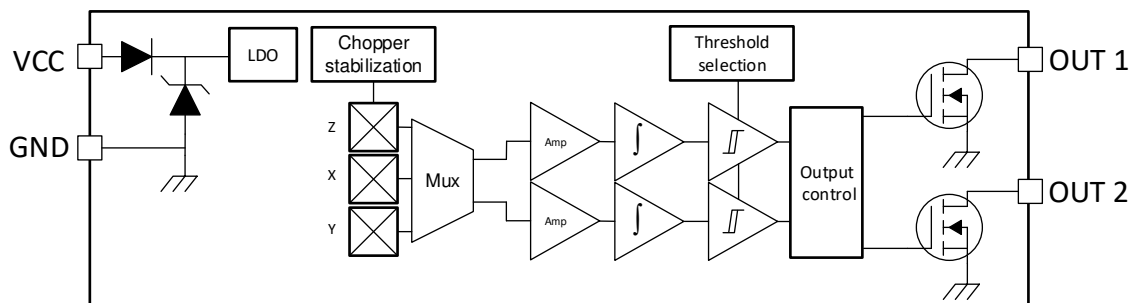 VCC
GND
LDO
Chopper
stabilization
Z
X
Y
Mux
Amp
∫
Amp
∫
Threshold
selection
Output
control
OUT 1
OUT 2